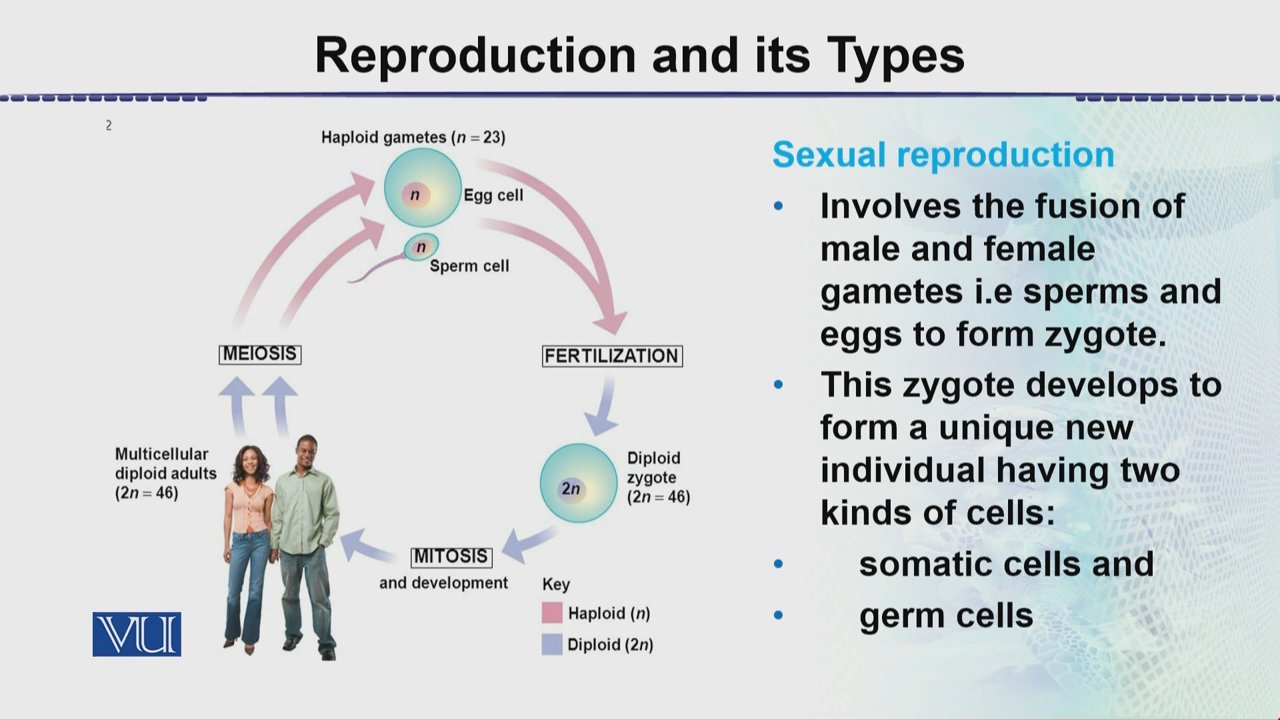 Reproduction and its Types
2
Haploid gametes (n = 23)
n
Egg cell
n
Sperm cell
MEIOSIS
FERTILIZATION
Multicellular
diploid adults
(2n = 46)
2n
Diploid
zygote
(2n = 46)
MITOSIS
and development
Key
Haploid (n)
Diploid (2n)
VU
Sexual reproduction
• Involves the fusion of
male and female
gametes i.e sperms and
eggs to form zygote.
• This zygote develops to
form a unique new
individual having two
kinds of cells:
• somatic cells and
• germ cells